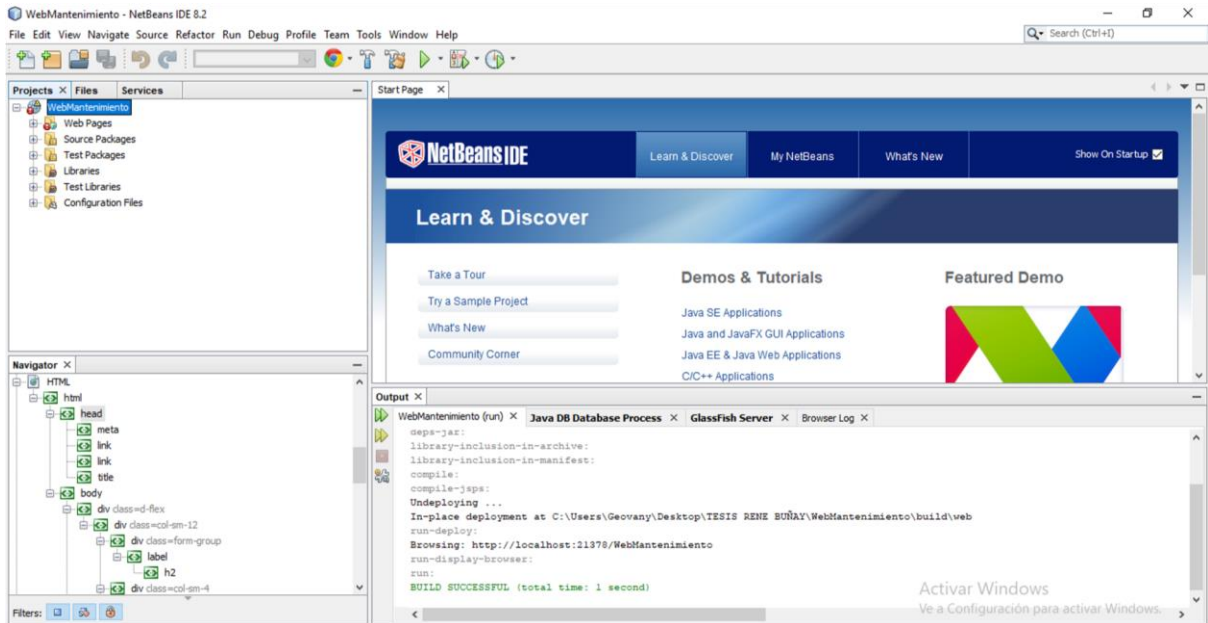 WebMantenimiento - NetBeans IDE 8.2
File Edit View Navigate Source Refactor Run Debug Profile Team Tools Window Help
Search (Ctrl+I)
Projects Files Services
WebMantenimiento
Web Pages
Source Packages
Test Packages
Libraries
Test Libraries
Configuration Files
Start Page
NetBeans IDE
Learn & Discover
My NetBeans
What's New
Show On Startup
Learn & Discover
Take a Tour
Try a Sample Project
What's New
Community Corner
Demos & Tutorials
Java SE Applications
Java and JavaFX GUI Applications
Java EE & Java Web Applications
C/C++ Applications
Featured Demo
Navigator
HTML
html
head
meta
link
link
title
body
div class=d-flex
div class=col-sm-12
div class=form-group
label
h2
div class=col-sm-4
Filters:
Output
WebMantenimiento (run) Java DB Database Process GlassFish Server Browser Log
deps-jar:
library-inclusion-in-archive:
library-inclusion-in-manifest:
compile:
compile-jsps:
Undeploying ...
In-place deployment at C:\Users\Geovany\Desktop\TESIS RENE BUÑAY\WebMantenimiento\build\web
run-deploy:
Browsing: http://localhost:21378/WebMantenimiento
run-display-browser:
run:
BUILD SUCCESSFUL (total time: 1 second)
Activar Windows
Ve a Configuración para activar Windows.